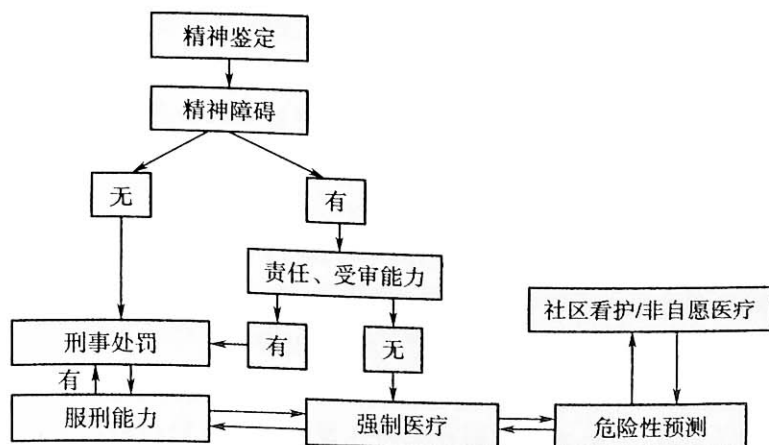 精神鉴定
精神障碍
无
有
责任、受审能力
社区看护/非自愿医疗
刑事处罚
有
无
有
服刑能力
强制医疗
危险性预测